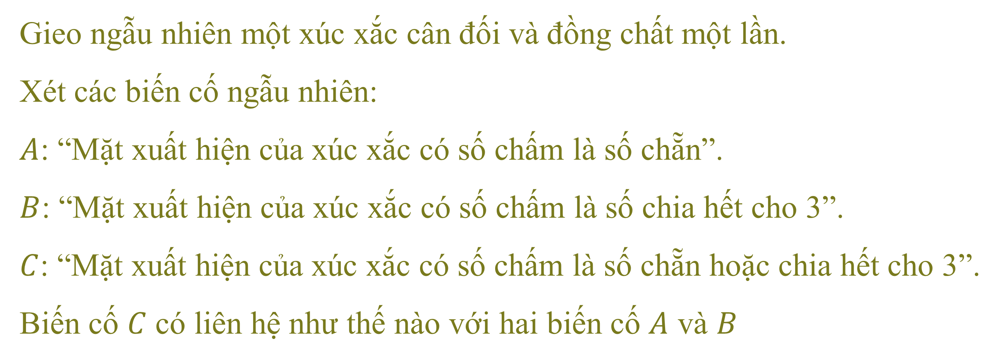 Gieo ngẫu nhiên một xúc xắc cân đối và đồng chất một lần.
Xét các biến cố ngẫu nhiên:
A: “Mặt xuất hiện của xúc xắc có số chấm là số chẵn”.
B: “Mặt xuất hiện của xúc xắc có số chấm là số chia hết cho 3”.
C: “Mặt xuất hiện của xúc xắc có số chấm là số chẵn hoặc chia hết cho 3”.
Biến cố C có liên hệ như thế nào với hai biến cố A và B